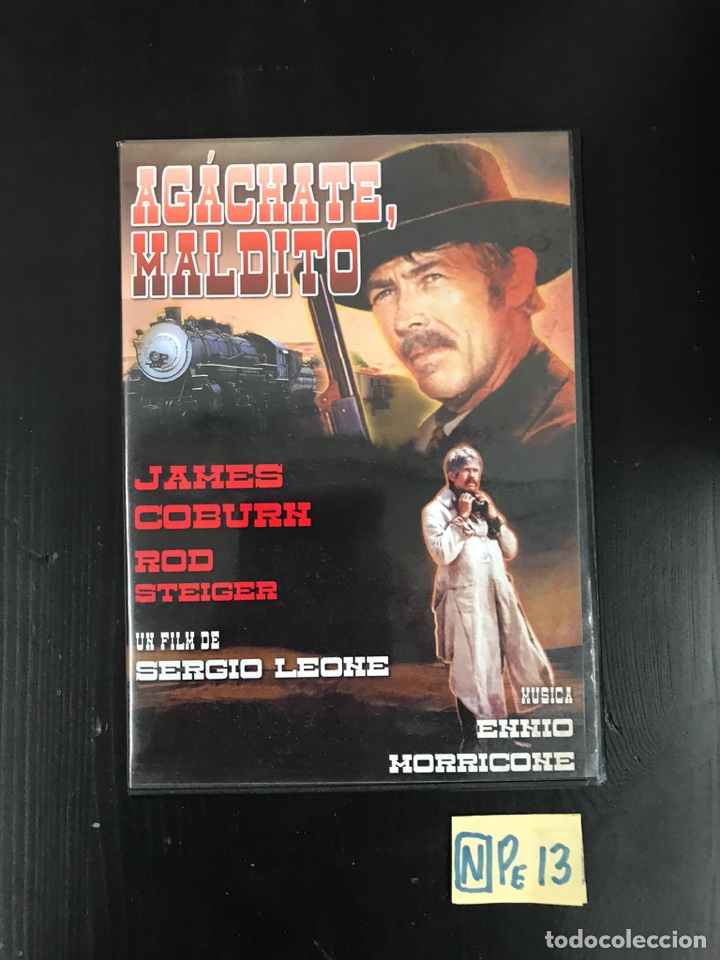 AGÁCHATE,
MALDITO
JAMES
COBURN
ROD
STEIGER
UN FILM DE
SERGIO LEONE
MUSICA
ENNIO
MORRICONE
N PE 13
todocoleccion